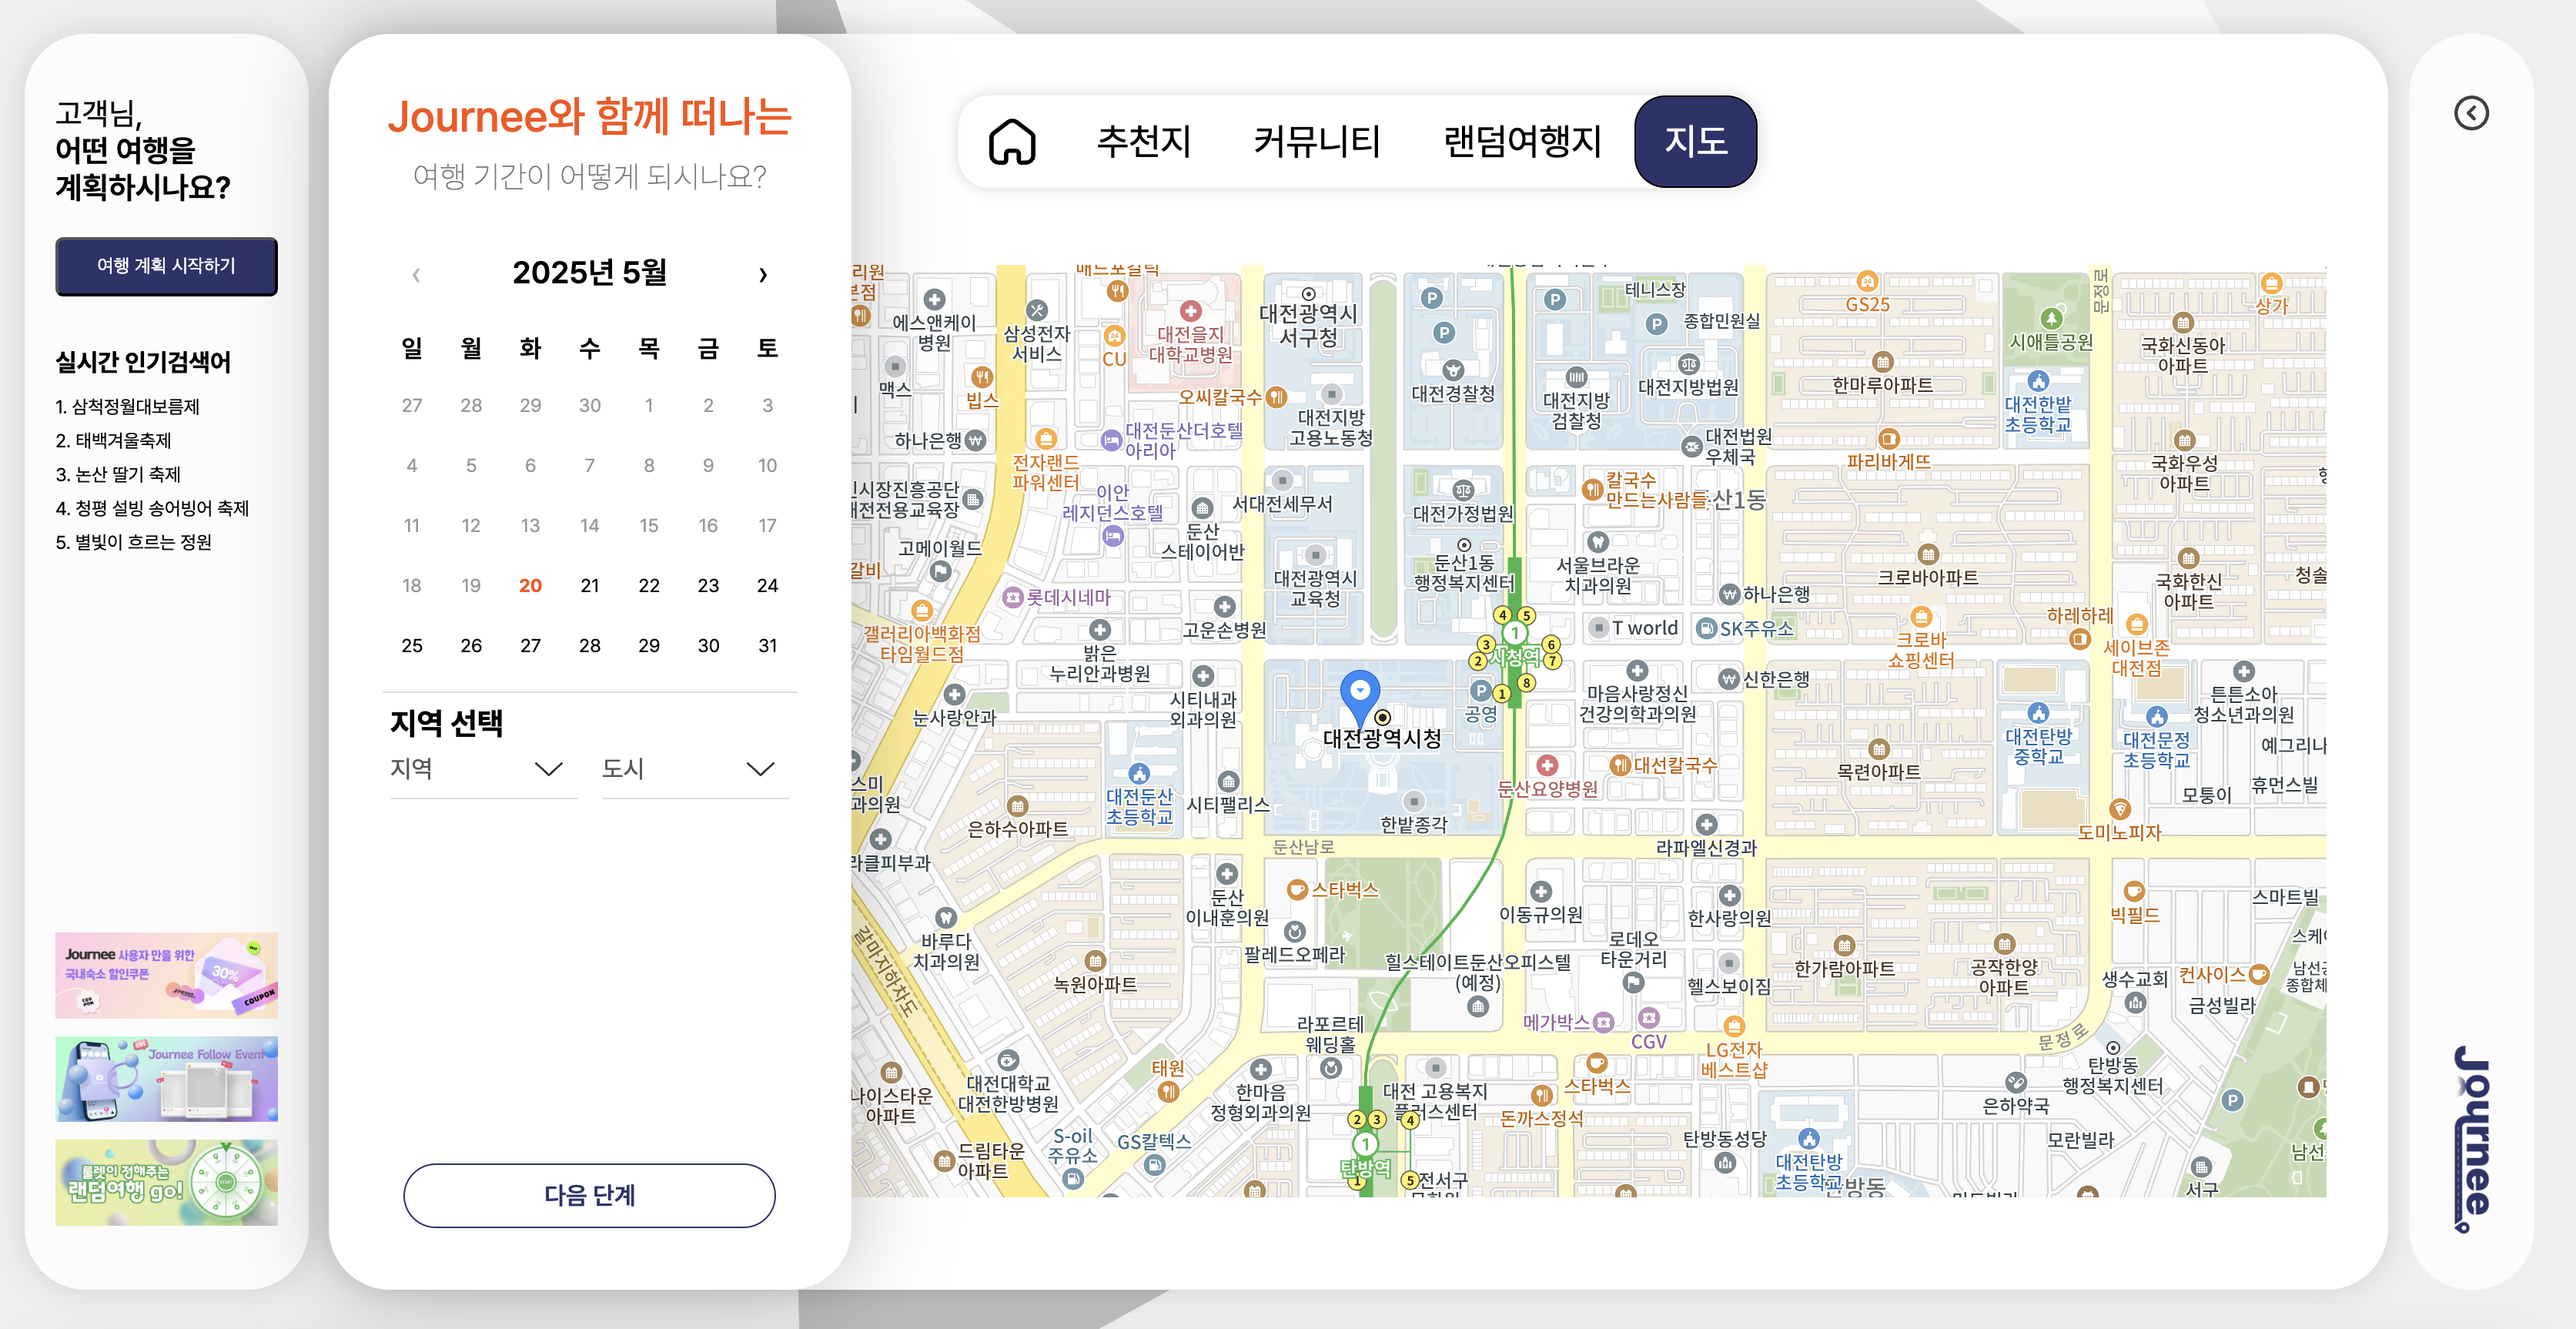 고객님,
어떤 여행을
계획하시나요?
여행 계획 시작하기
실시간 인기검색어
1. 삼척정월대보름제
2. 태백겨울축제
3. 논산 딸기 축제
4. 청평 설빙 송어빙어 축제
5. 별빛이 흐르는 정원
Journee 사용자 만을 위한
국내숙소 할인쿠폰
30%
COUPON
Journee Follow Event
룰렛이 정해주는
랜덤여행 go!
Journee와 함께 떠나는
여행 기간이 어떻게 되시나요?
‹ 2025년 5월 ›
일 월 화 수 목 금 토
27 28 29 30 1 2 3
4 5 6 7 8 9 10
11 12 13 14 15 16 17
18 19 20 21 22 23 24
25 26 27 28 29 30 31
지역 선택
지역 도시
다음 단계
추천지 커뮤니티 랜덤여행지 지도
에스앤케이
병원
삼성전자
서비스
CU
대전을지
대학교병원
대전광역시
서구청
P
P
P
P
테니스장
종합민원실
GS25
시애틀공원
문정로
상가
국화신동아
아파트
맥스
빕스
오씨칼국수
대전지방
고용노동청
대전경찰청
대전지방
검찰청
대전지방법원
한마루아파트
대전한밭
초등학교
하나은행
전자랜드
파워센터
대전둔산더호텔
아리아
대전법원
우체국
파리바게뜨
국화우성
아파트
시장진흥공단
대전전용교육장
이안
레지던스호텔
둔산
스테이어반
서대전세무서
대전가정법원
칼국수
만드는사람들
산1동
고메이월드
갈비
대전광역시
교육청
둔산1동
행정복지센터
서울브라운
치과의원
크로바아파트
국화한신
아파트
청솔
롯데시네마
갤러리아백화점
타임월드점
고운손병원
하나은행
밝은
누리안과병원
4 5
3 1 6
2 시청역 7
1 8
T world
SK주유소
크로바
쇼핑센터
하레하레
세이브존
대전점
눈사랑안과
시티내과
외과의원
P
공영
마음사랑정신
건강의학과의원
신한은행
튼튼소아
청소년과의원
대전광역시청
대전탄방
중학교
대전문정
초등학교
예그리나
스미
과의원
은하수아파트
대전둔산
초등학교
시티팰리스
한밭종각
둔산요양병원
대선칼국수
목련아파트
모퉁이
휴먼스빌
라클피부과
둔산남로
라파엘신경과
도미노피자
둔산
이내훈의원
스타벅스
이동규의원
한사랑의원
빅필드
스마트빌
갈마지하차도
바루다
치과의원
팔레드오페라
로데오
타운거리
녹원아파트
힐스테이트둔산오피스텔
(예정)
헬스보이짐
한가람아파트
공작한양
아파트
생수교회
컨사이스
금성빌라
라포르테
웨딩홀
메가박스
CGV
LG전자
베스트샵
문정로
나이스타운
아파트
대전대학교
대전한방병원
태원
한마음
정형외과의원
대전 고용복지
플러스센터
스타벅스
돈까스정석
은하약국
탄방동
행정복지센터
P
2 3 4
1
탄방역
1 5
드림타운
아파트
S-oil
주유소
GS칼텍스
전서구
탄방동성당
대전탄방
초등학교
방동
모란빌라
서구
Journee